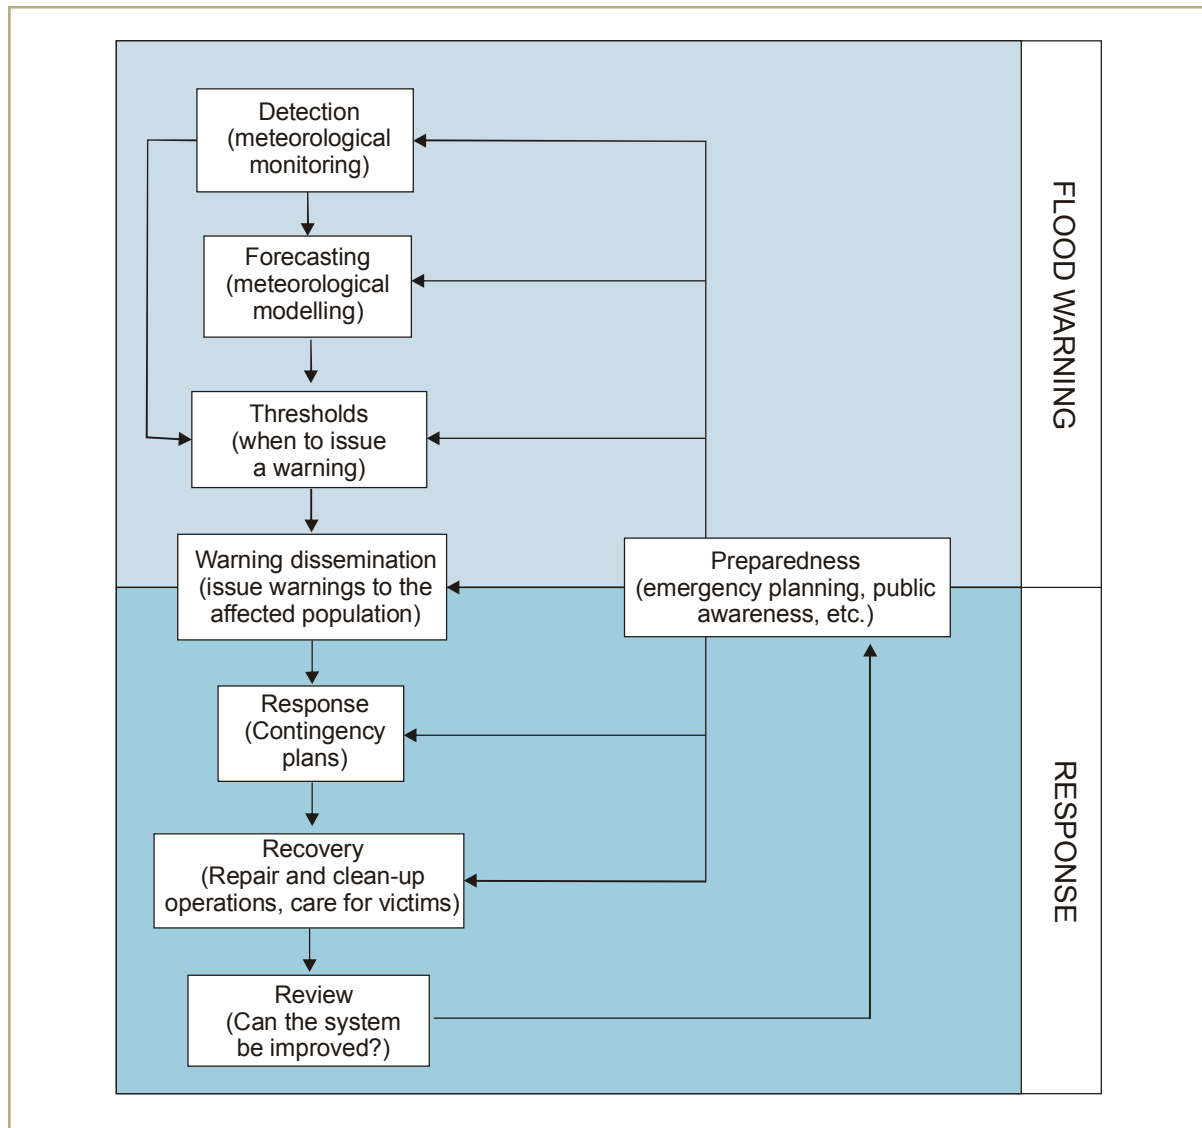 Detection
(meteorological
monitoring)
Forecasting
(meteorological
modelling)
Thresholds
(when to issue
a warning)
Warning dissemination
(issue warnings to the
affected population)
Preparedness
(emergency planning, public
awareness, etc.)
Response
(Contingency
plans)
Recovery
(Repair and clean-up
operations, care for victims)
Review
(Can the system
be improved?)
FLOOD WARNING
RESPONSE